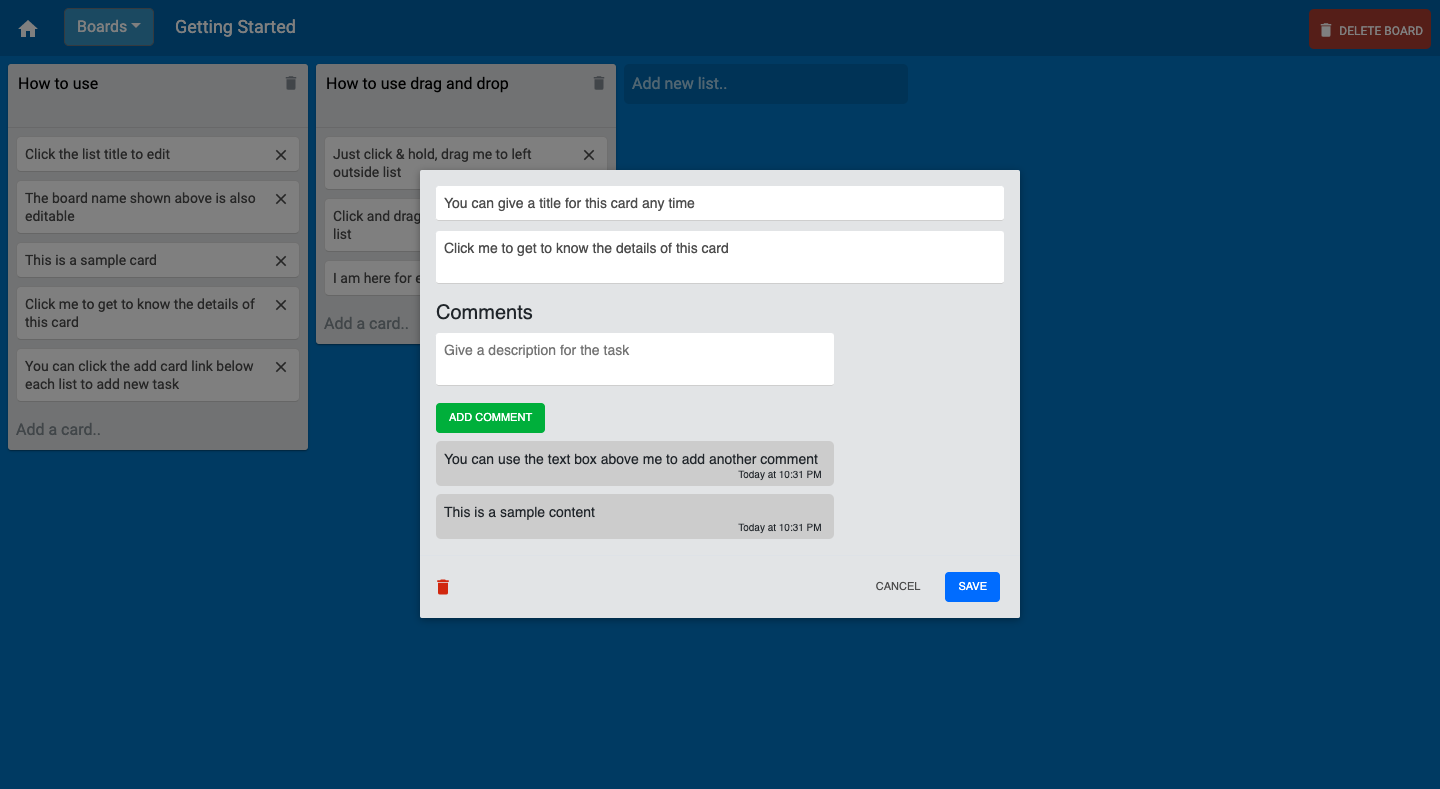 Boards
Getting Started
DELETE BOARD
How to use
Click the list title to edit
The board name shown above is also
editable
This is a sample card
Click me to get to know the details of
this card
You can click the add card link below
each list to add new task
Add a card..
How to use drag and drop
Just click & hold, drag me to left
outside list
Click and drag
list
I am here for
Add a card..
Add new list..
You can give a title for this card any time
Click me to get to know the details of this card
Comments
Give a description for the task
ADD COMMENT
You can use the text box above me to add another comment
Today at 10:31 PM
This is a sample content
Today at 10:31 PM
CANCEL
SAVE